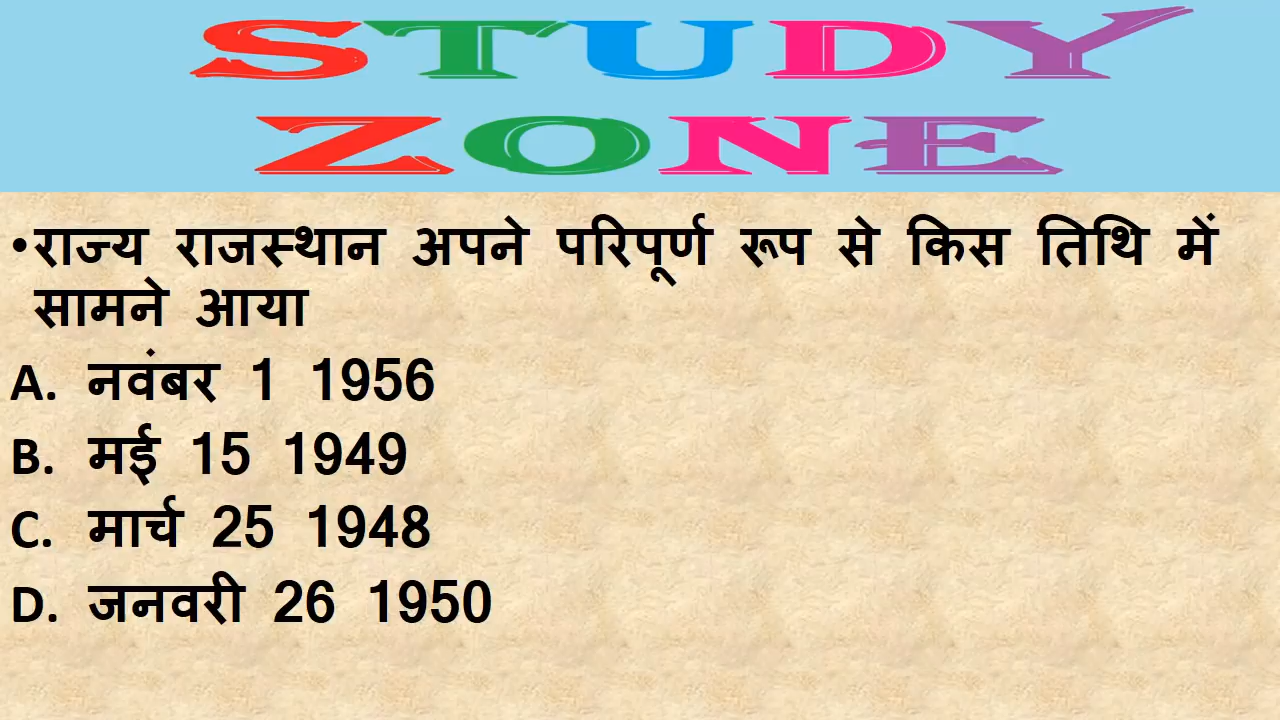 STUDY
ZONE
•राज्य राजस्थान अपने परिपूर्ण रूप से किस तिथि में
सामने आया
A. नवंबर 1 1956
B. मई 15 1949
C. मार्च 25 1948
D. जनवरी 26 1950